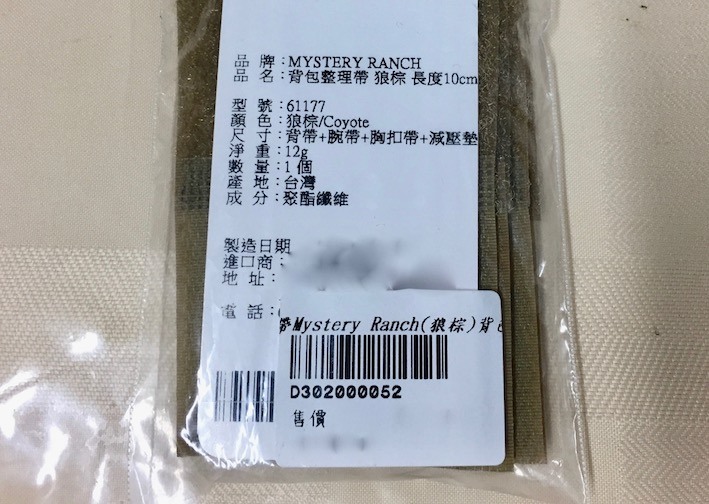 品 牌：MYSTERY RANCH
品 名：背包整理帶 狼棕 長度10cm
型 號：61177
顏 色：狼棕/Coyote
尺 寸：背帶+腕帶+胸扣帶+減壓墊
淨 重：12g
數 量：1 個
產 地：台灣
成 分：聚酯纖維
製造日期
進口商：
地 址：
電 話：
帶Mystery Ranch(狼棕)背
D302000052
售價